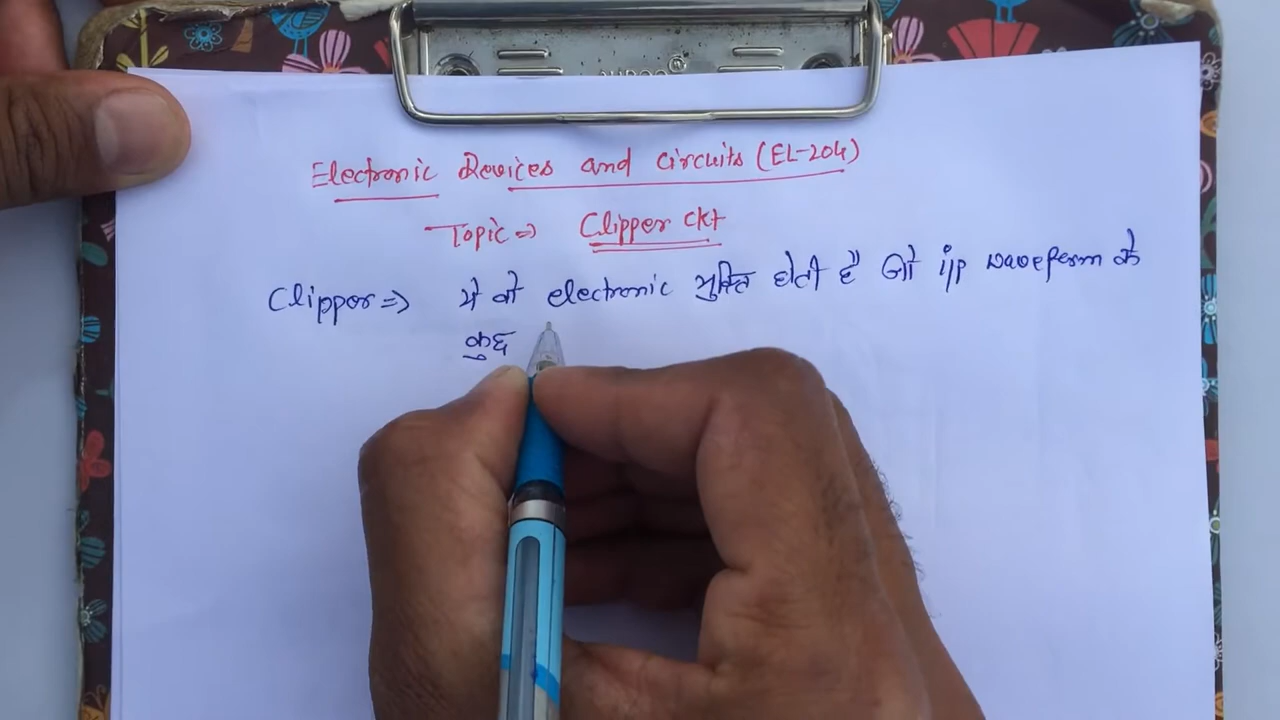 Electronic Devices and Circuits (EL-204)
Topic => Clipper Ckt
Clipper => ये वो electronic युक्ति होती है जो i/p waveform के
कुछ